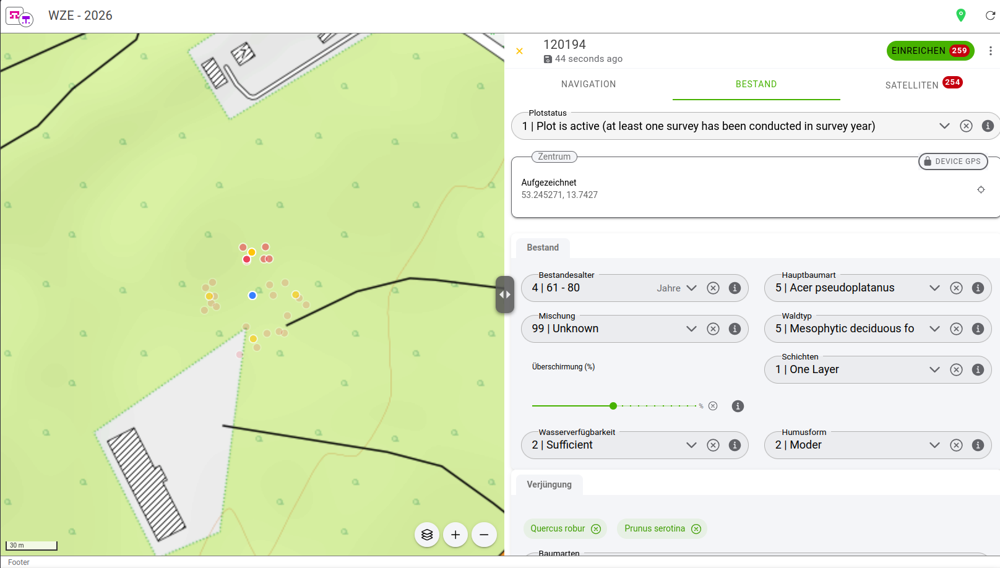 WZE - 2026
120194
44 seconds ago
EINREICHEN 259
NAVIGATION
BESTAND
SATELLITEN 254
Plotstatus
1 | Plot is active (at least one survey has been conducted in survey year)
Zentrum
DEVICE GPS
Aufgezeichnet
53.245271, 13.7427
Bestand
Bestandesalter
4 | 61 - 80
Jahre
Hauptbaumart
5 | Acer pseudoplatanus
Mischung
99 | Unknown
Waldtyp
5 | Mesophytic deciduous fo
Überschirmung (%)
%
Schichten
1 | One Layer
Wasserverfügbarkeit
2 | Sufficient
Humusform
2 | Moder
Verjüngung
Quercus robur
Prunus serotina
Baumarten
30 m
Footer